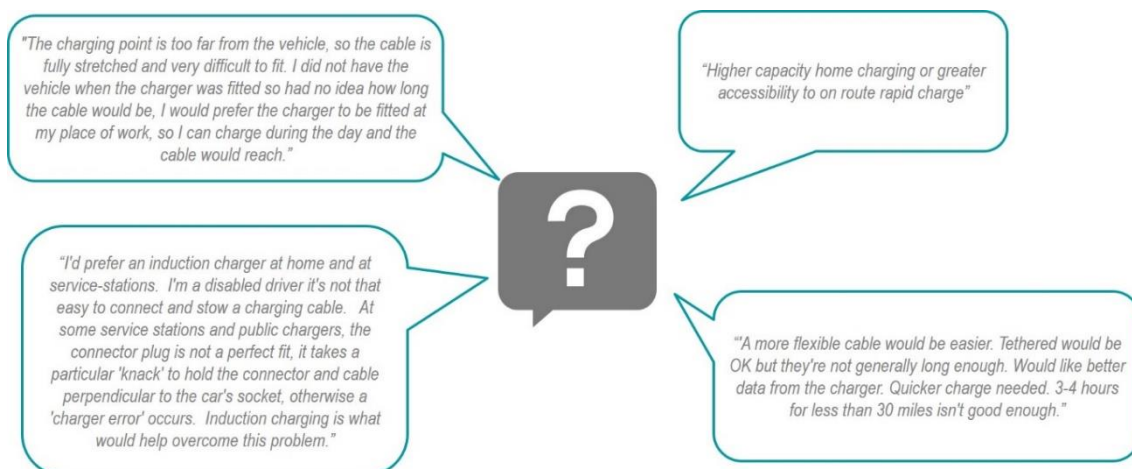 "The charging point is too far from the vehicle, so the cable is
fully stretched and very difficult to fit. I did not have the
vehicle when the charger was fitted so had no idea how long
the cable would be, I would prefer the charger to be fitted at
my place of work, so I can charge during the day and the
cable would reach.”
“Higher capacity home charging or greater
accessibility to on route rapid charge”
?
“I'd prefer an induction charger at home and at
service-stations.  I'm a disabled driver it's not that
easy to connect and stow a charging cable.   At
some service stations and public chargers, the
connector plug is not a perfect fit, it takes a
particular 'knack' to hold the connector and cable
perpendicular to the car's socket, otherwise a
'charger error' occurs.  Induction charging is what
would help overcome this problem.”
“'A more flexible cable would be easier. Tethered would be
OK but they're not generally long enough. Would like better
data from the charger. Quicker charge needed. 3-4 hours
for less than 30 miles isn't good enough.”